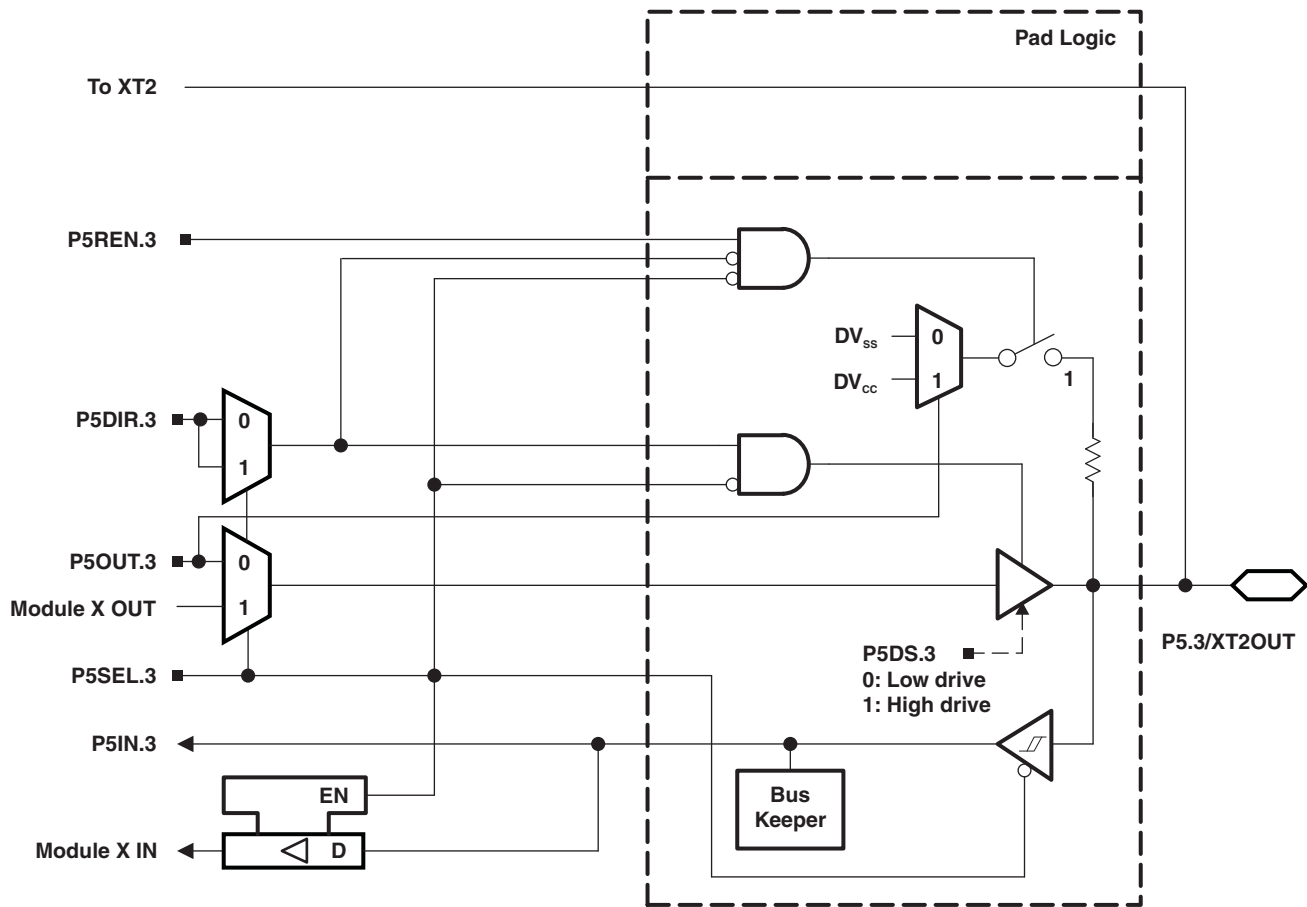 Pad Logic
To XT2
P5REN.3
DVSS
0
DVCC
1
1
P5DIR.3
0
1
P5OUT.3
0
Module X OUT
1
P5SEL.3
P5DS.3
0: Low drive
1: High drive
P5.3/XT2OUT
P5IN.3
EN
Bus
Keeper
Module X IN
D